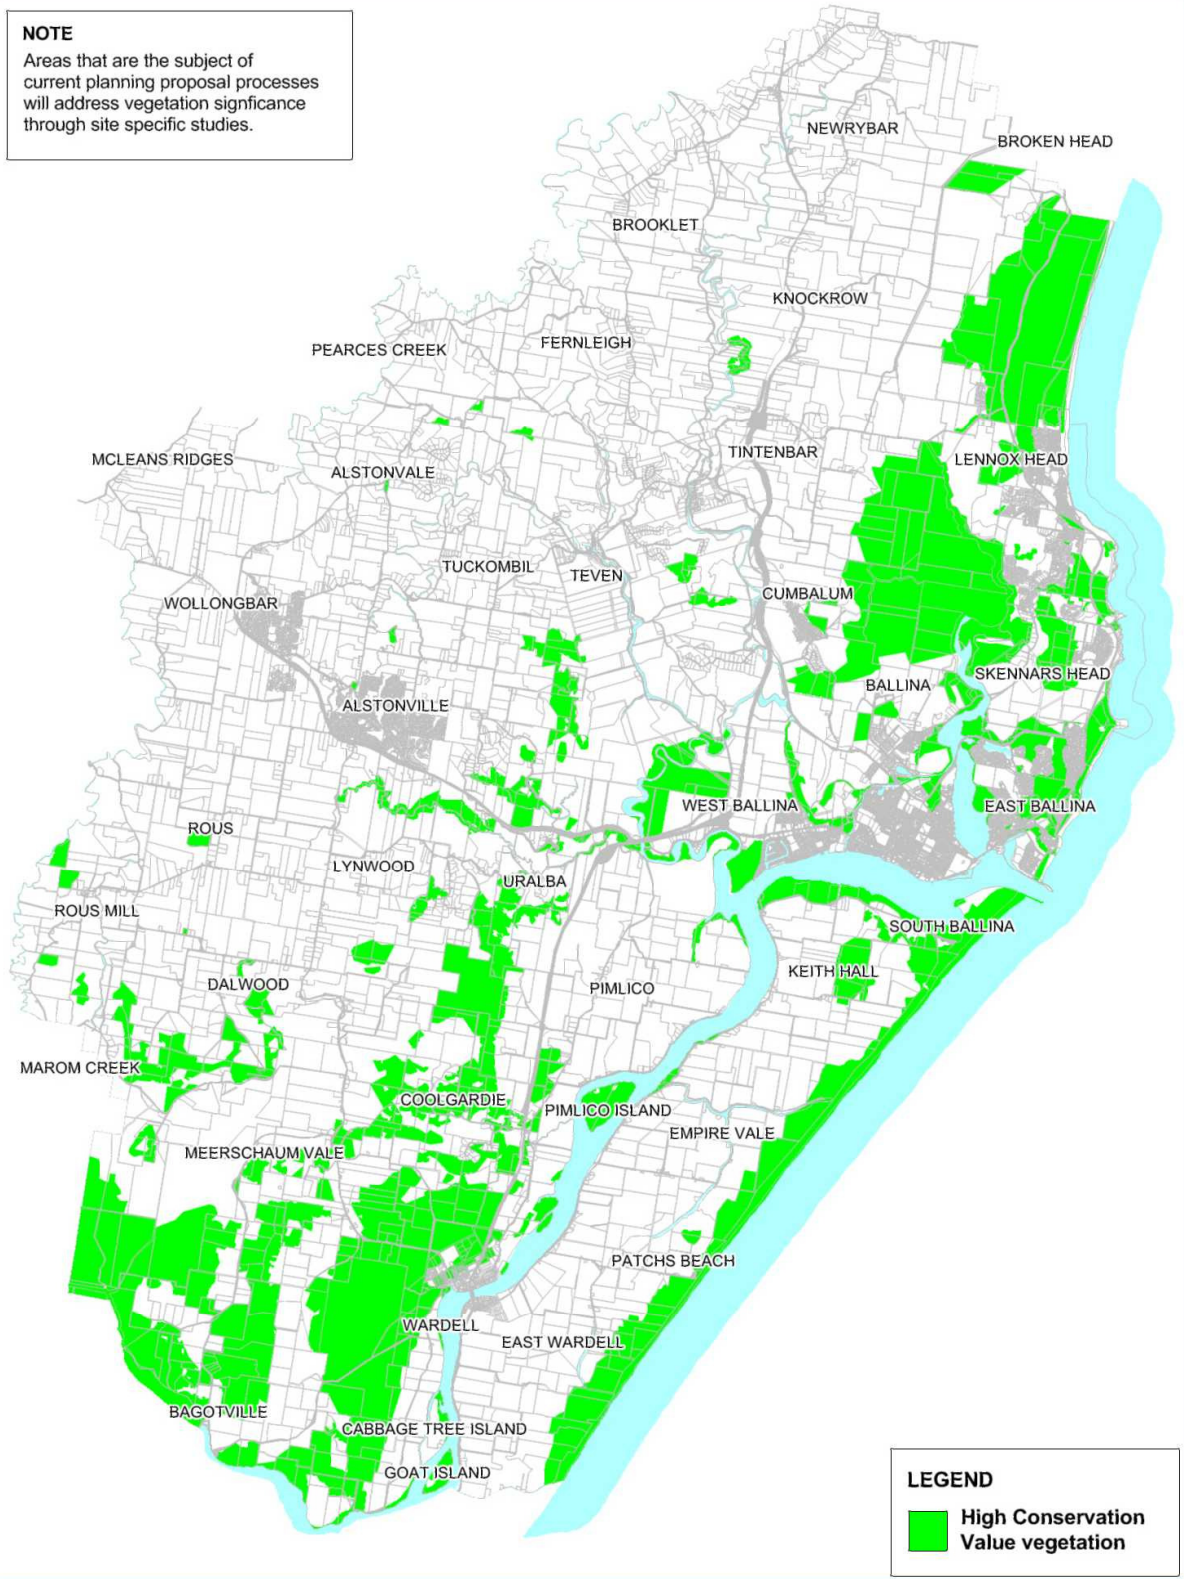 NOTE
Areas that are the subject of
current planning proposal processes
will address vegetation signficance
through site specific studies.
NEWRYBAR
BROKEN HEAD
BROOKLET
KNOCKROW
PEARCES CREEK
FERNLEIGH
MCLEANS RIDGES
ALSTONVALE
TINTENBAR
LENNOX HEAD
TUCKOMBIL
TEVEN
WOLLONGBAR
CUMBALUM
SKENNARS HEAD
BALLINA
ALSTONVILLE
WEST BALLINA
EAST BALLINA
ROUS
LYNWOOD
URALBA
ROUS MILL
SOUTH BALLINA
DALWOOD
PIMLICO
KEITH HALL
MAROM CREEK
COOLGARDIE
PIMLICO ISLAND
EMPIRE VALE
MEERSCHAUM VALE
PATCHS BEACH
WARDELL
EAST WARDELL
BAGOTVILLE
CABBAGE TREE ISLAND
GOAT ISLAND
LEGEND
High Conservation
Value vegetation